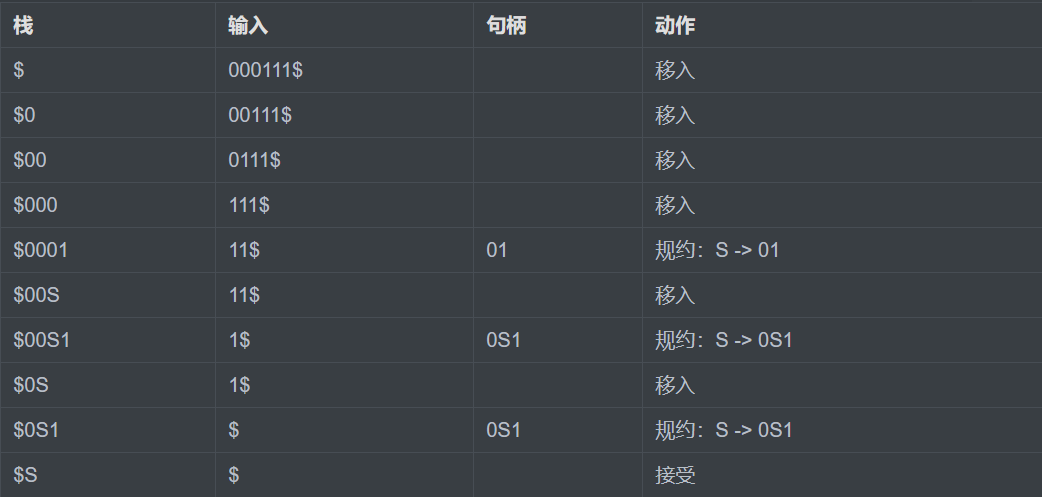 栈 输入 句柄 动作
$ 000111$ 移入
$0 00111$ 移入
$00 0111$ 移入
$000 111$ 移入
$0001 11$ 01 规约：S -> 01
$00S 11$ 移入
$00S1 1$ 0S1 规约：S -> 0S1
$0S 1$ 移入
$0S1 $ 0S1 规约：S -> 0S1
$S $ 接受